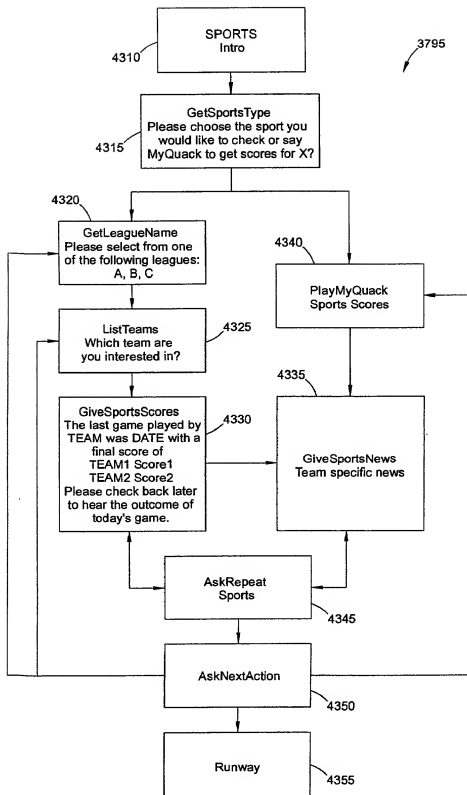 SPORTS
Intro
4310
3795
GetSportsType
Please choose the sport you
would like to check or say
MyQuack to get scores for X?
4315
4320
GetLeagueName
Please select from one
of the following leagues:
A, B, C
4340
PlayMyQuack
Sports Scores
ListTeams
Which team are
you interested in?
4325
4335
GiveSportsScores
The last game played by
TEAM was DATE with a
final score of
TEAM1 Score1
TEAM2 Score2
Please check back later
to hear the outcome of
today's game.
4330
GiveSportsNews
Team specific news
AskRepeat
Sports
4345
AskNextAction
4350
Runway
4355